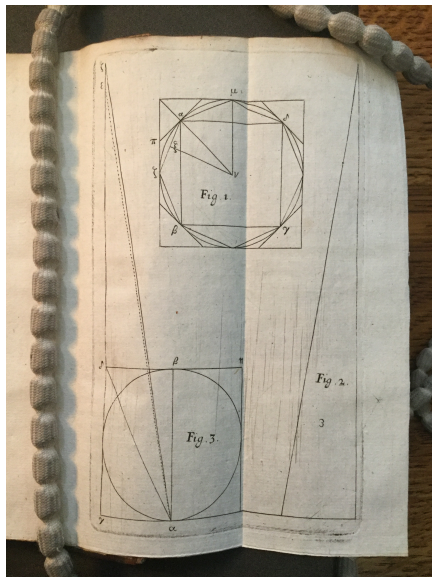 ζ
ξ
μ.
α
δ
π
ζ
ν
Fig. 1.
β
γ
δ
β
π
Fig. 2.
3
Fig. 3.
γ
α